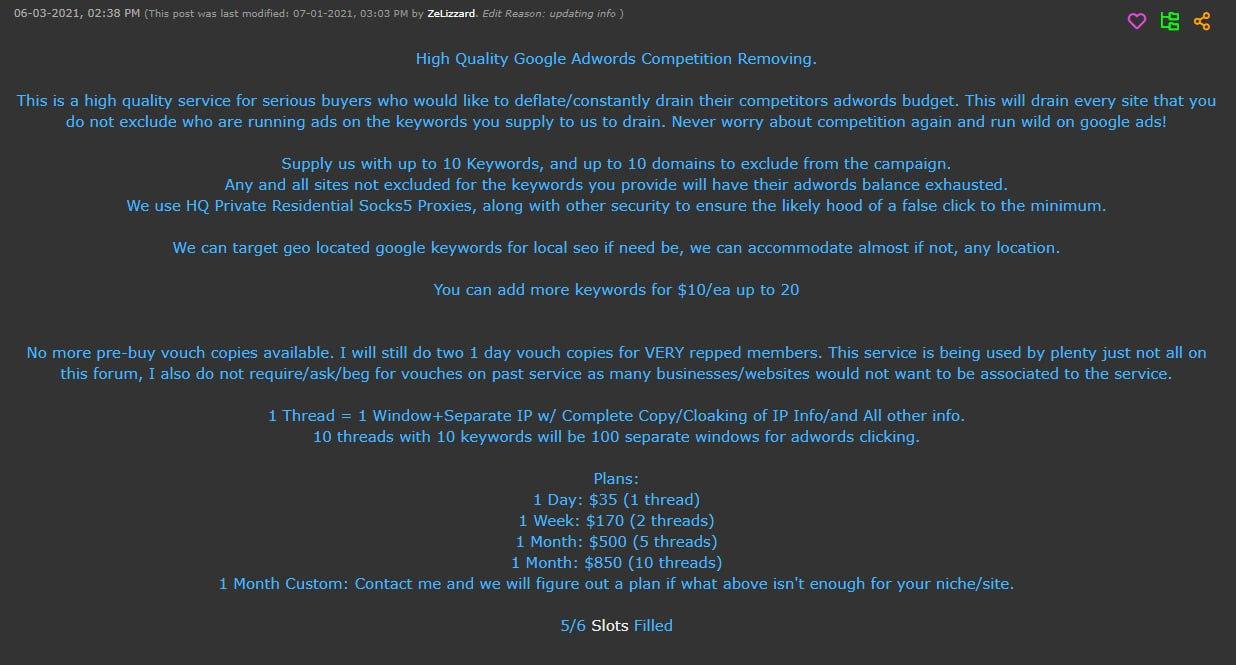 06-03-2021, 02:38 PM (This post was last modified: 07-01-2021, 03:03 PM by ZeLizzard. Edit Reason: updating info )
High Quality Google Adwords Competition Removing.
This is a high quality service for serious buyers who would like to deflate/constantly drain their competitors adwords budget. This will drain every site that you
do not exclude who are running ads on the keywords you supply to us to drain. Never worry about competition again and run wild on google ads!
Supply us with up to 10 Keywords, and up to 10 domains to exclude from the campaign.
Any and all sites not excluded for the keywords you provide will have their adwords balance exhausted.
We use HQ Private Residential Socks5 Proxies, along with other security to ensure the likely hood of a false click to the minimum.
We can target geo located google keywords for local seo if need be, we can accommodate almost if not, any location.
You can add more keywords for $10/ea up to 20
No more pre-buy vouch copies available. I will still do two 1 day vouch copies for VERY repped members. This service is being used by plenty just not all on
this forum, I also do not require/ask/beg for vouches on past service as many businesses/websites would not want to be associated to the service.
1 Thread = 1 Window+Separate IP w/ Complete Copy/Cloaking of IP Info/and All other info.
10 threads with 10 keywords will be 100 separate windows for adwords clicking.
Plans:
1 Day: $35 (1 thread)
1 Week: $170 (2 threads)
1 Month: $500 (5 threads)
1 Month: $850 (10 threads)
1 Month Custom: Contact me and we will figure out a plan if what above isn't enough for your niche/site.
5/6 Slots Filled